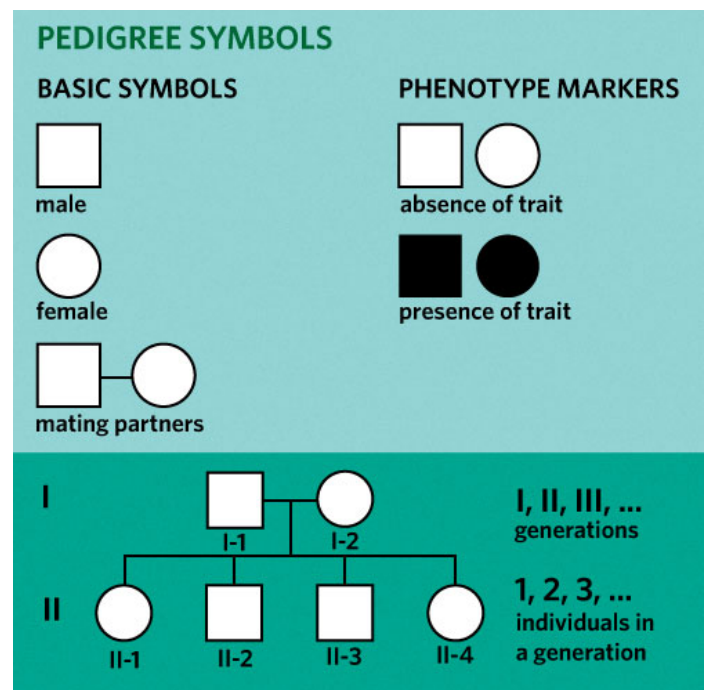 PEDIGREE SYMBOLS
BASIC SYMBOLS
male
female
mating partners
PHENOTYPE MARKERS
absence of trait
presence of trait
I
I-1
I-2
I, II, III, ...
generations
II
II-1
II-2
II-3
II-4
1, 2, 3, ...
individuals in
a generation